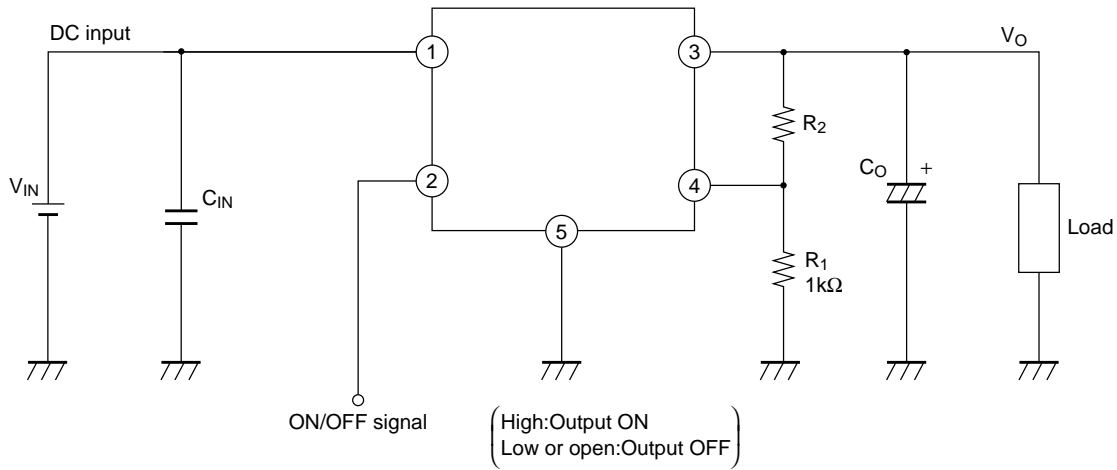 DC input
1
3
VO
R2
2
4
CO
+
VIN
CIN
5
R1
1kΩ
Load
ON/OFF signal
High:Output ON
Low or open:Output OFF